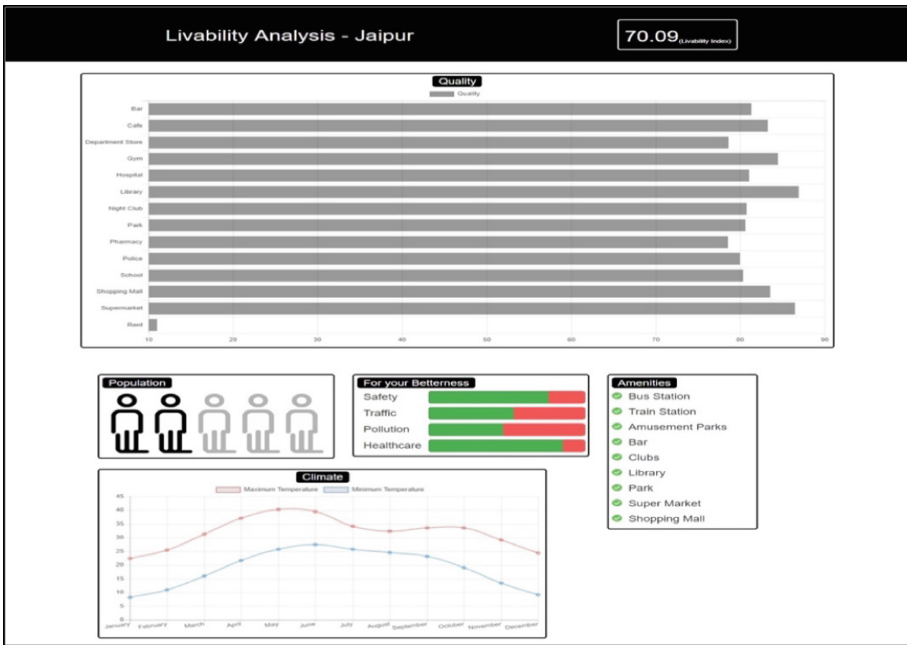 Livability Analysis - Jaipur
70.09 (Livability Index)
Quality
Quality
Bar
Cafe
Department Store
Gym
Hospital
Library
Night Club
Park
Pharmacy
Police
School
Shopping Mall
Supermarket
Raid
10 20 30 40 50 60 70 80 90
Population
For your Betterness
Safety
Traffic
Pollution
Healthcare
Amenities
Bus Station
Train Station
Amusement Parks
Bar
Clubs
Library
Park
Super Market
Shopping Mall
Climate
Maximum Temperature Minimum Temperature
45
40
35
30
25
20
15
10
5
0
January February March April May June July August September October November December